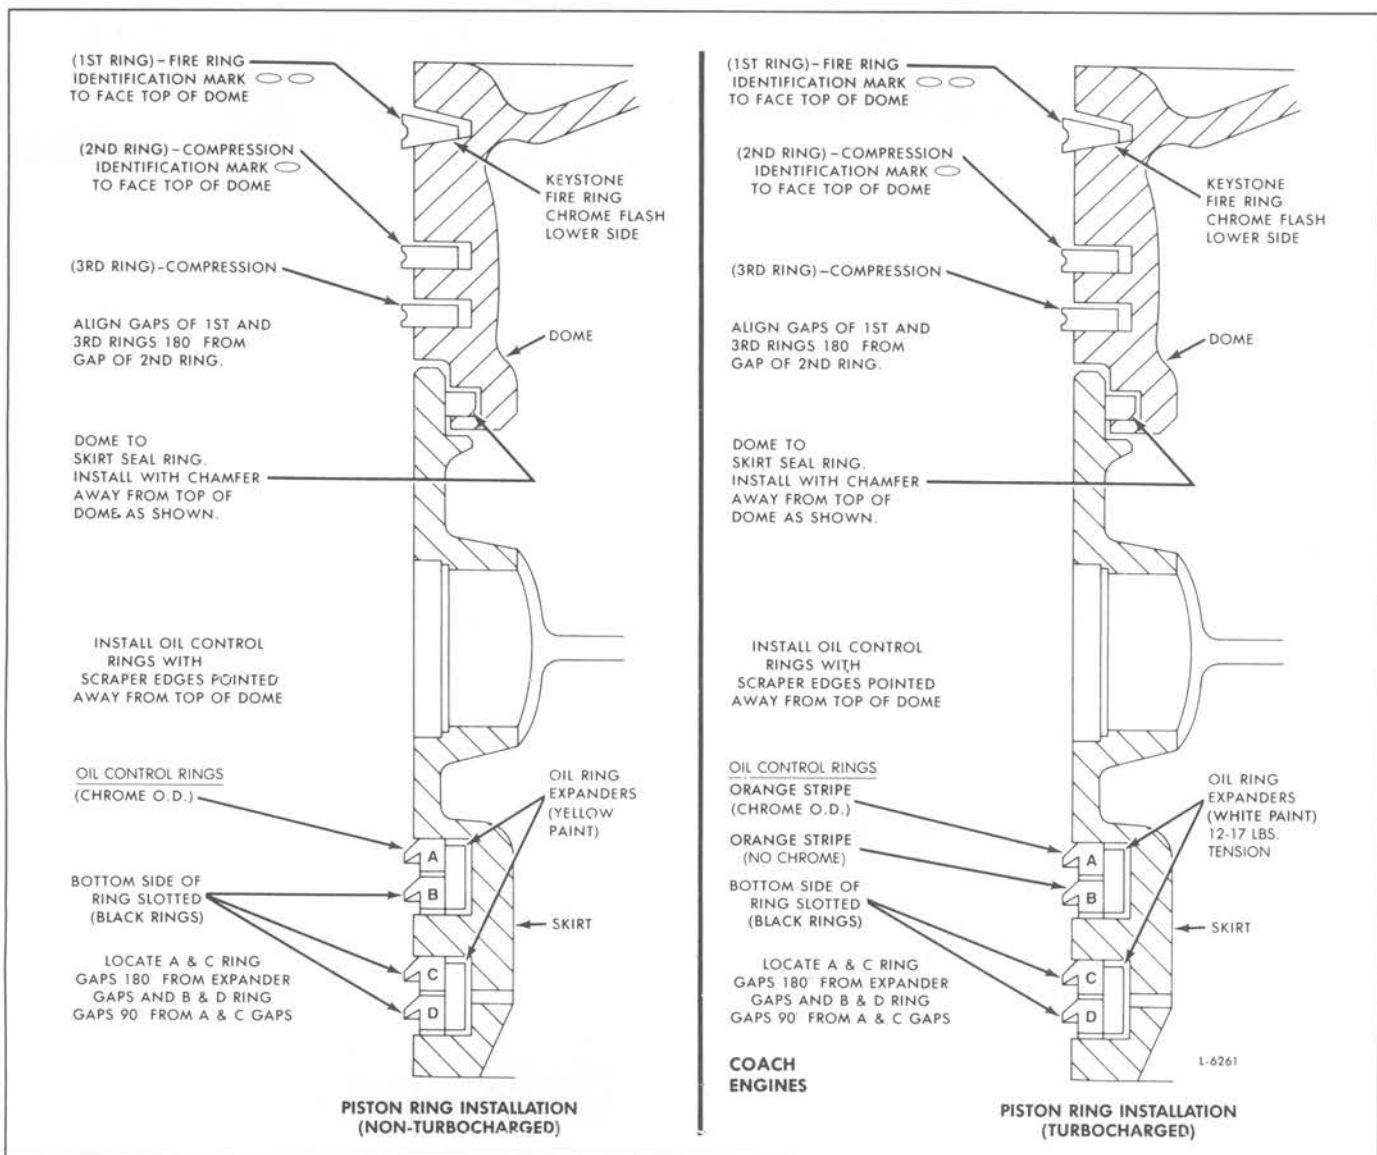 (1ST RING)-FIRE RING
IDENTIFICATION MARK
TO FACE TOP OF DOME
(2ND RING)-COMPRESSION
IDENTIFICATION MARK
TO FACE TOP OF DOME
KEYSTONE
FIRE RING
CHROME FLASH
LOWER SIDE
(3RD RING)-COMPRESSION
ALIGN GAPS OF 1ST AND
3RD RINGS 180 FROM
GAP OF 2ND RING.
DOME
DOME TO
SKIRT SEAL RING.
INSTALL WITH CHAMFER
AWAY FROM TOP OF
DOME AS SHOWN.
INSTALL OIL CONTROL
RINGS WITH
SCRAPER EDGES POINTED
AWAY FROM TOP OF DOME
OIL CONTROL RINGS
(CHROME O.D.)
OIL RING
EXPANDERS
(YELLOW
PAINT)
A
B
BOTTOM SIDE OF
RING SLOTTED
(BLACK RINGS)
SKIRT
C
D
LOCATE A & C RING
GAPS 180 FROM EXPANDER
GAPS AND B & D RING
GAPS 90 FROM A & C GAPS
PISTON RING INSTALLATION
(NON-TURBOCHARGED)
(1ST RING)-FIRE RING
IDENTIFICATION MARK
TO FACE TOP OF DOME
(2ND RING)-COMPRESSION
IDENTIFICATION MARK
TO FACE TOP OF DOME
KEYSTONE
FIRE RING
CHROME FLASH
LOWER SIDE
(3RD RING)-COMPRESSION
ALIGN GAPS OF 1ST AND
3RD RINGS 180 FROM
GAP OF 2ND RING.
DOME
DOME TO
SKIRT SEAL RING.
INSTALL WITH CHAMFER
AWAY FROM TOP OF
DOME AS SHOWN.
INSTALL OIL CONTROL
RINGS WITH
SCRAPER EDGES POINTED
AWAY FROM TOP OF DOME
OIL CONTROL RINGS
ORANGE STRIPE
(CHROME O.D.)
ORANGE STRIPE
(NO CHROME)
OIL RING
EXPANDERS
(WHITE PAINT)
12-17 LBS.
TENSION
A
B
BOTTOM SIDE OF
RING SLOTTED
(BLACK RINGS)
SKIRT
C
D
LOCATE A & C RING
GAPS 180 FROM EXPANDER
GAPS AND B & D RING
GAPS 90 FROM A & C GAPS
COACH
ENGINES
L-6261
PISTON RING INSTALLATION
(TURBOCHARGED)